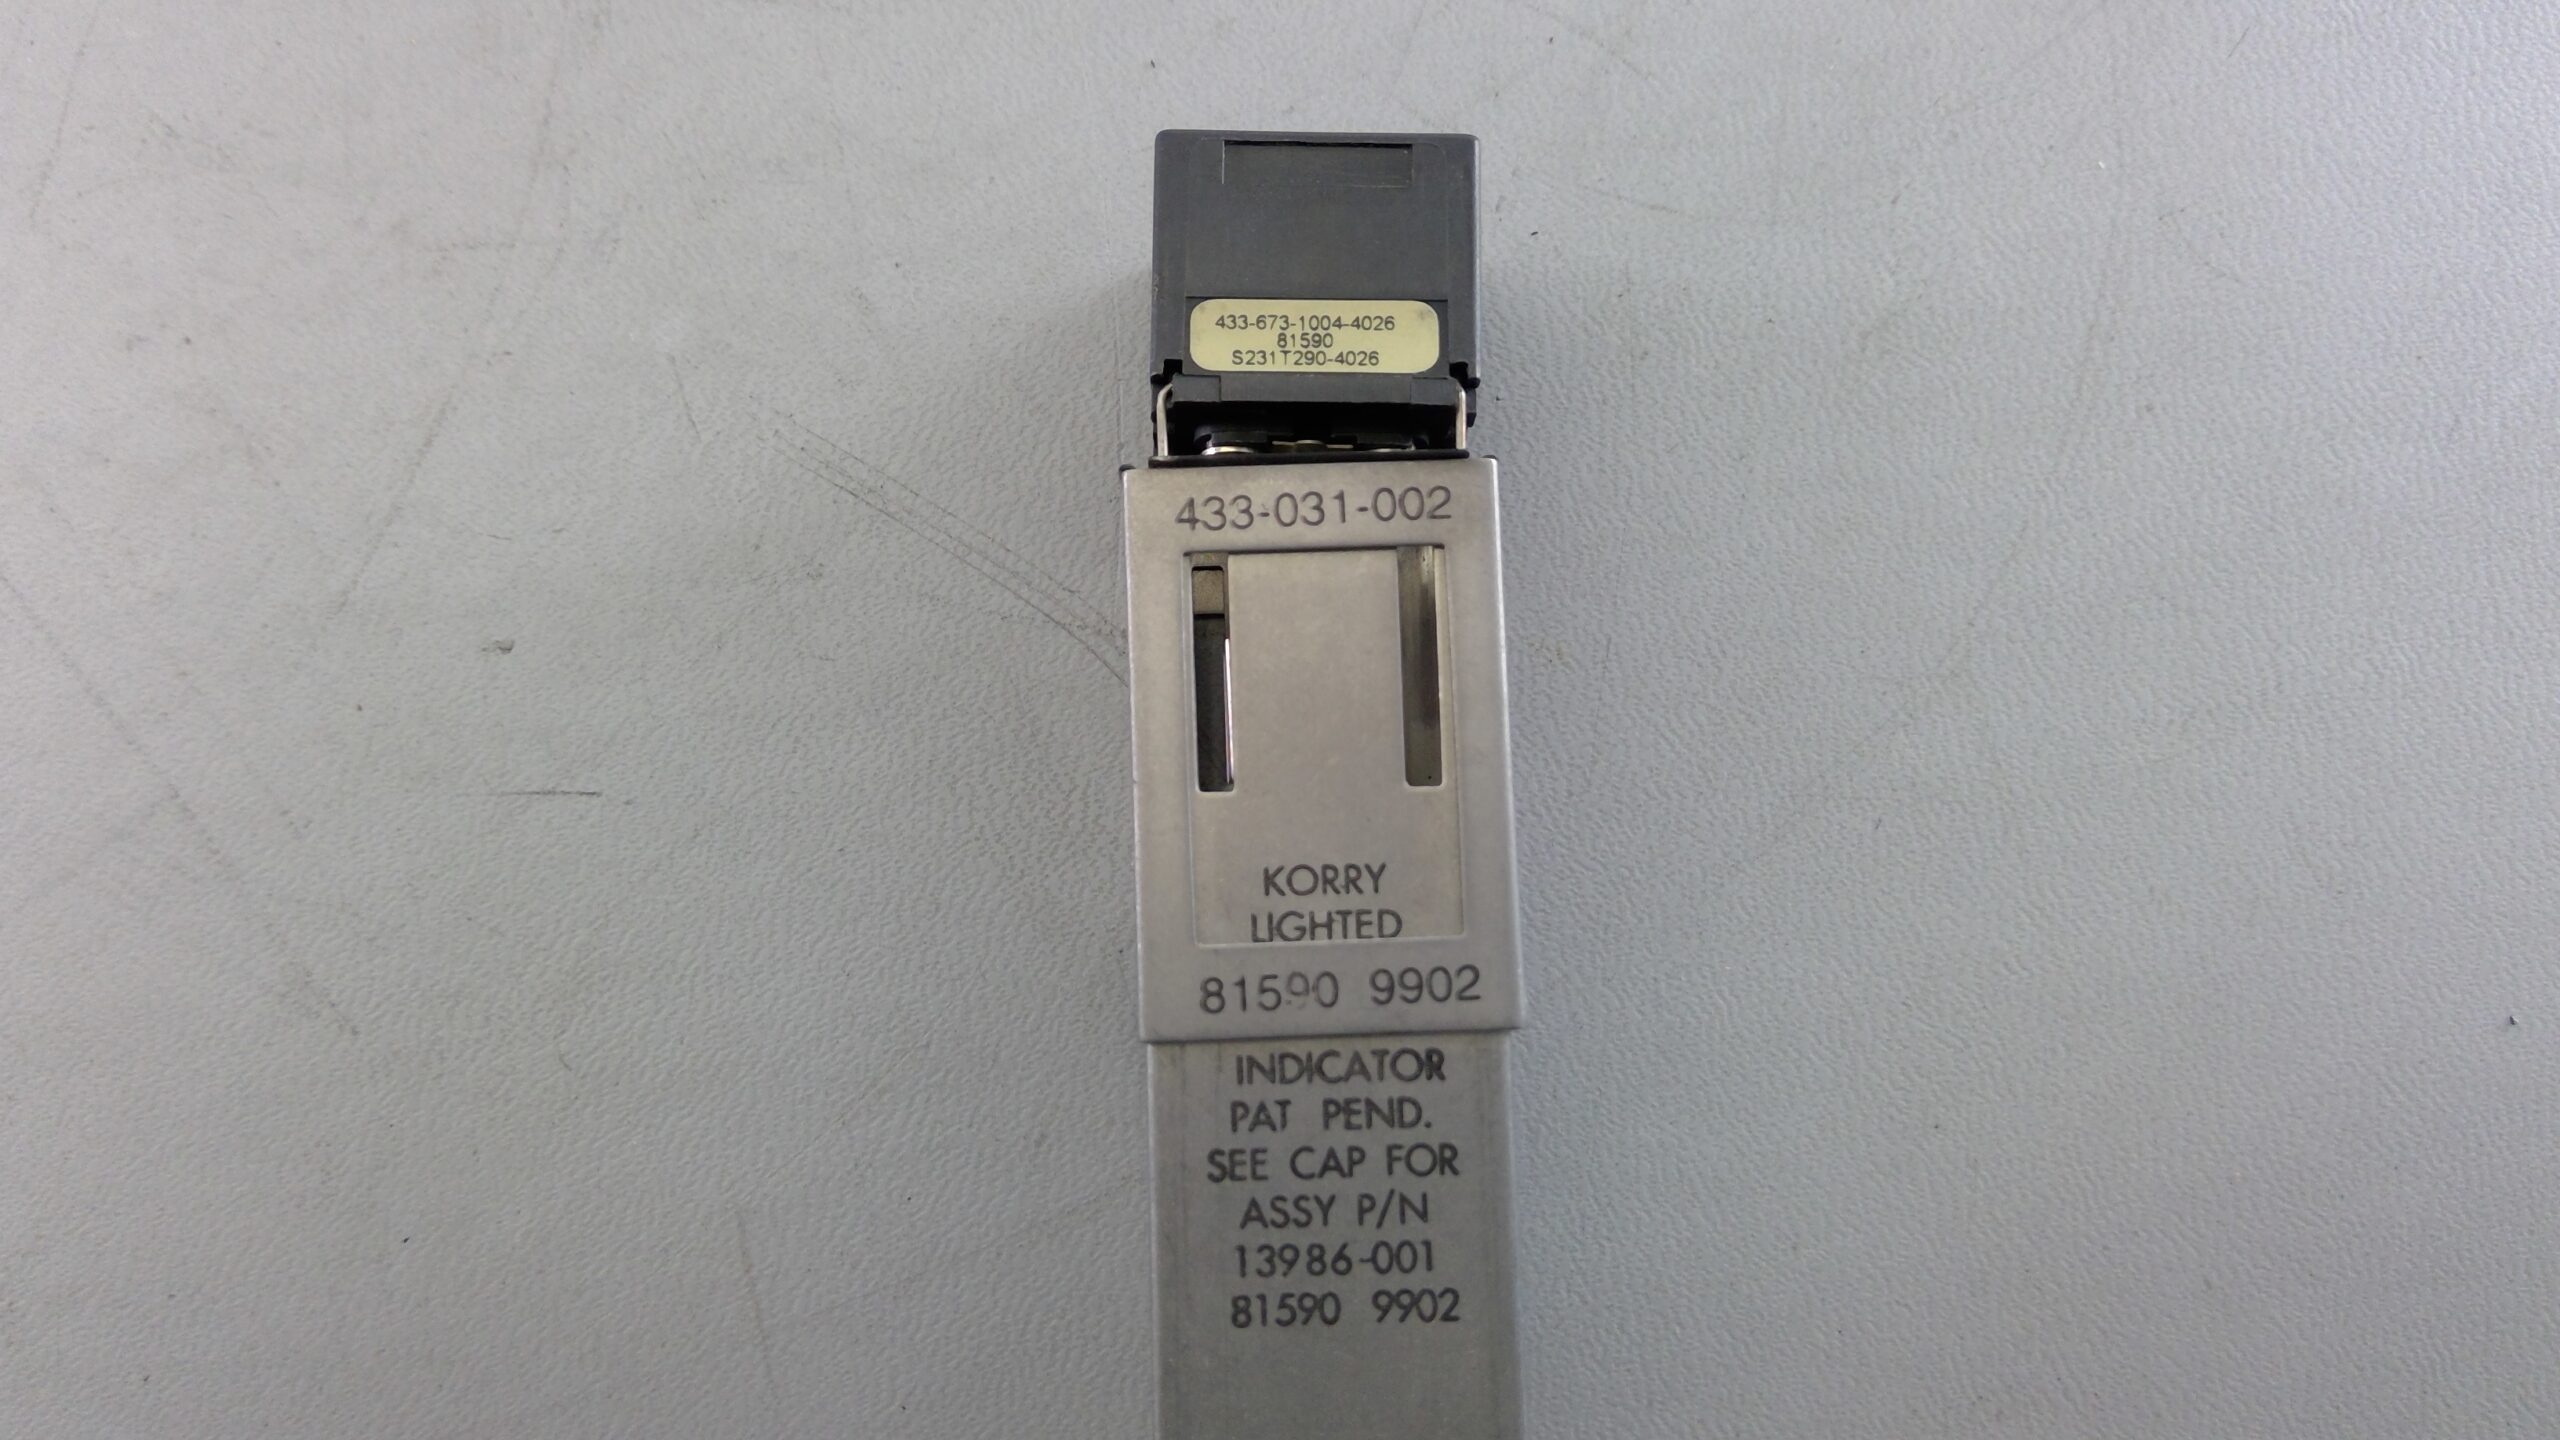 433-673-1004-4026
81590
S231T290-4026
433-031-002
KORRY
LIGHTED
81590 9902
INDICATOR
PAT PEND.
SEE CAP FOR
ASSY P/N
13986-001
81590 9902